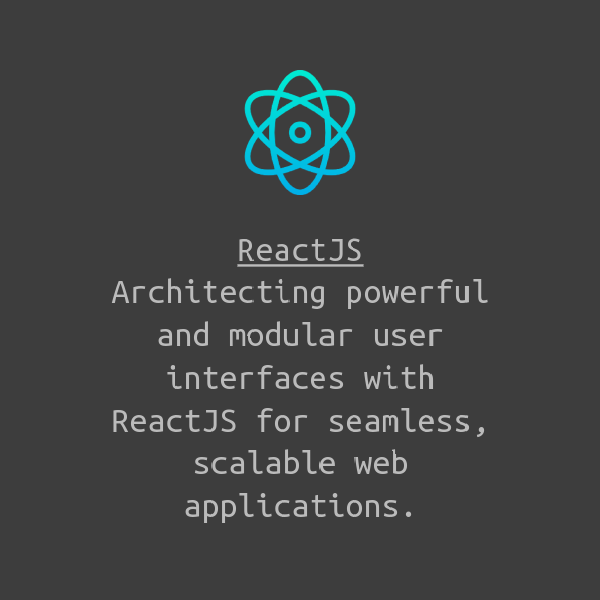 ReactJS
Architecting powerful
and modular user
interfaces with
ReactJS for seamless,
scalable web
applications.